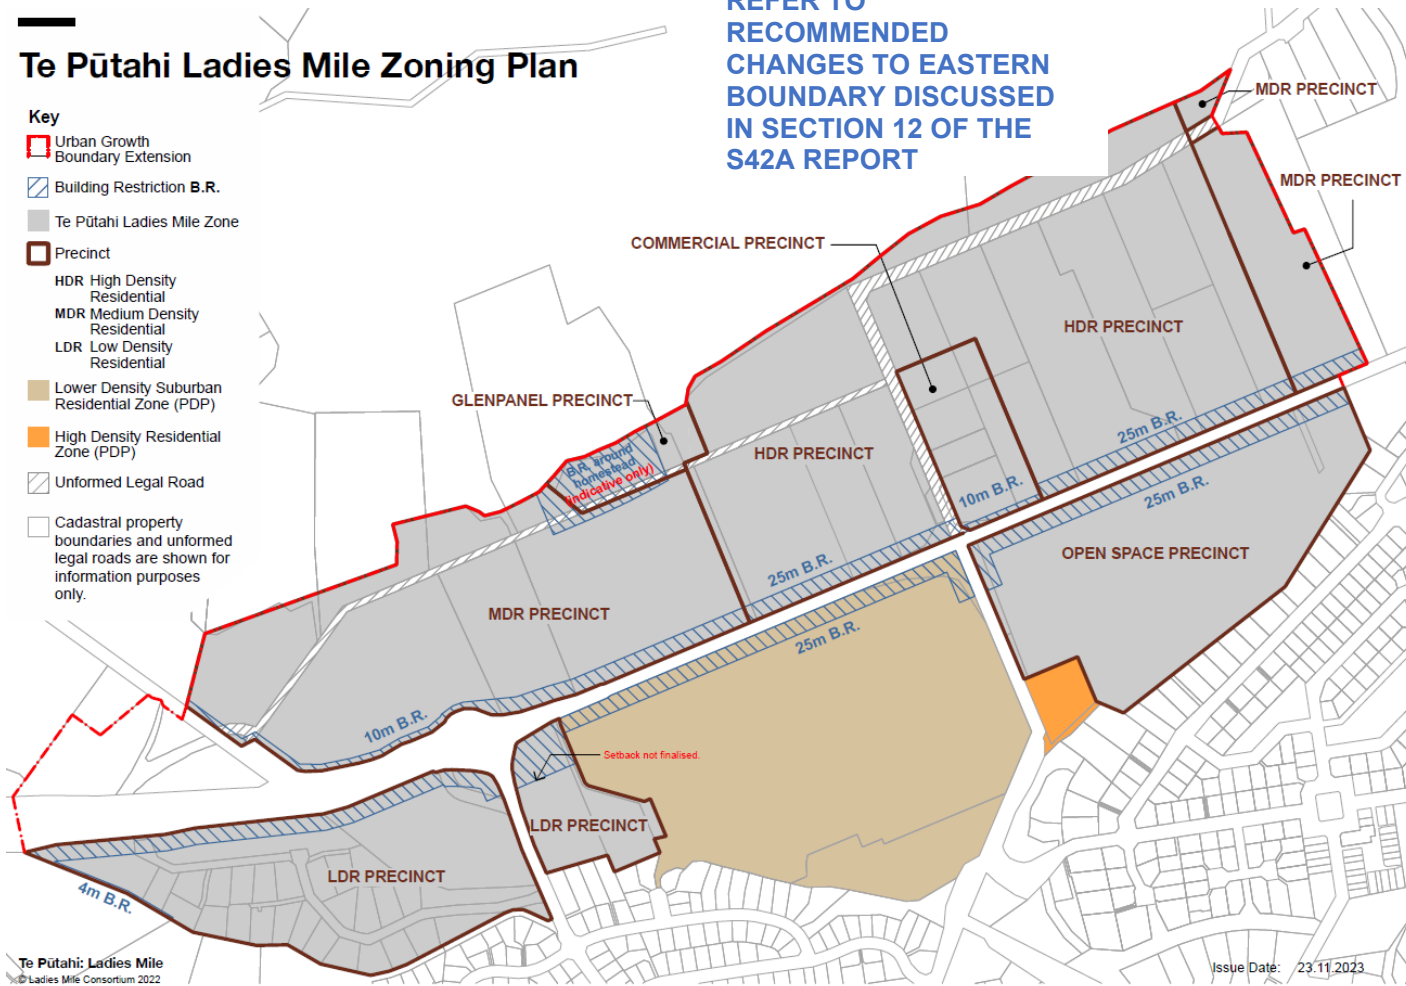 REFER TO
RECOMMENDED
CHANGES TO EASTERN
BOUNDARY DISCUSSED
IN SECTION 12 OF THE
S42A REPORT
Te Pūtahi Ladies Mile Zoning Plan
Key
Urban Growth
Boundary Extension
Building Restriction B.R.
Te Pūtahi Ladies Mile Zone
Precinct
HDR High Density
Residential
MDR Medium Density
Residential
LDR Low Density
Residential
Lower Density Suburban
Residential Zone (PDP)
High Density Residential
Zone (PDP)
Unformed Legal Road
Cadastral property
boundaries and unformed
legal roads are shown for
information purposes
only.
MDR PRECINCT
MDR PRECINCT
COMMERCIAL PRECINCT
HDR PRECINCT
GLENPANEL PRECINCT
B.R. around
homestead
(indicative only)
HDR PRECINCT
25m B.R.
10m B.R.
25m B.R.
OPEN SPACE PRECINCT
25m B.R.
MDR PRECINCT
25m B.R.
10m B.R.
Setback not finalised.
LDR PRECINCT
LDR PRECINCT
4m B.R.
Te Pūtahi: Ladies Mile
© Ladies Mile Consortium 2022
Issue Date: 23.11.2023